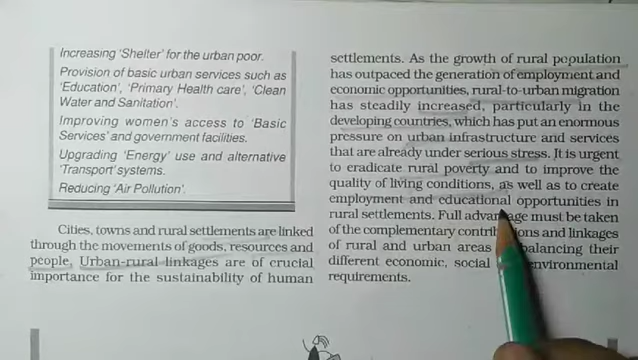 Increasing 'Shelter' for the urban poor.
Provision of basic urban services such as
'Education', 'Primary Health care', 'Clean
Water and Sanitation'.
Improving women's access to 'Basic
Services' and government facilities.
Upgrading 'Energy' use and alternative
'Transport' systems.
Reducing 'Air Pollution'.
Cities, towns and rural settlements are linked
through the movements of goods, resources and
people. Urban-rural linkages are of crucial
importance for the sustainability of human
settlements. As the growth of rural population
has outpaced the generation of employment and
economic opportunities, rural-to-urban migration
has steadily increased, particularly in the
developing countries, which has put an enormous
pressure on urban infrastructure and services
that are already under serious stress. It is urgent
to eradicate rural poverty and to improve the
quality of living conditions, as well as to create
employment and educational opportunities in
rural settlements. Full advantage must be taken
of the complementary contributions and linkages
of rural and urban areas balancing their
different economic, social environmental
requirements.